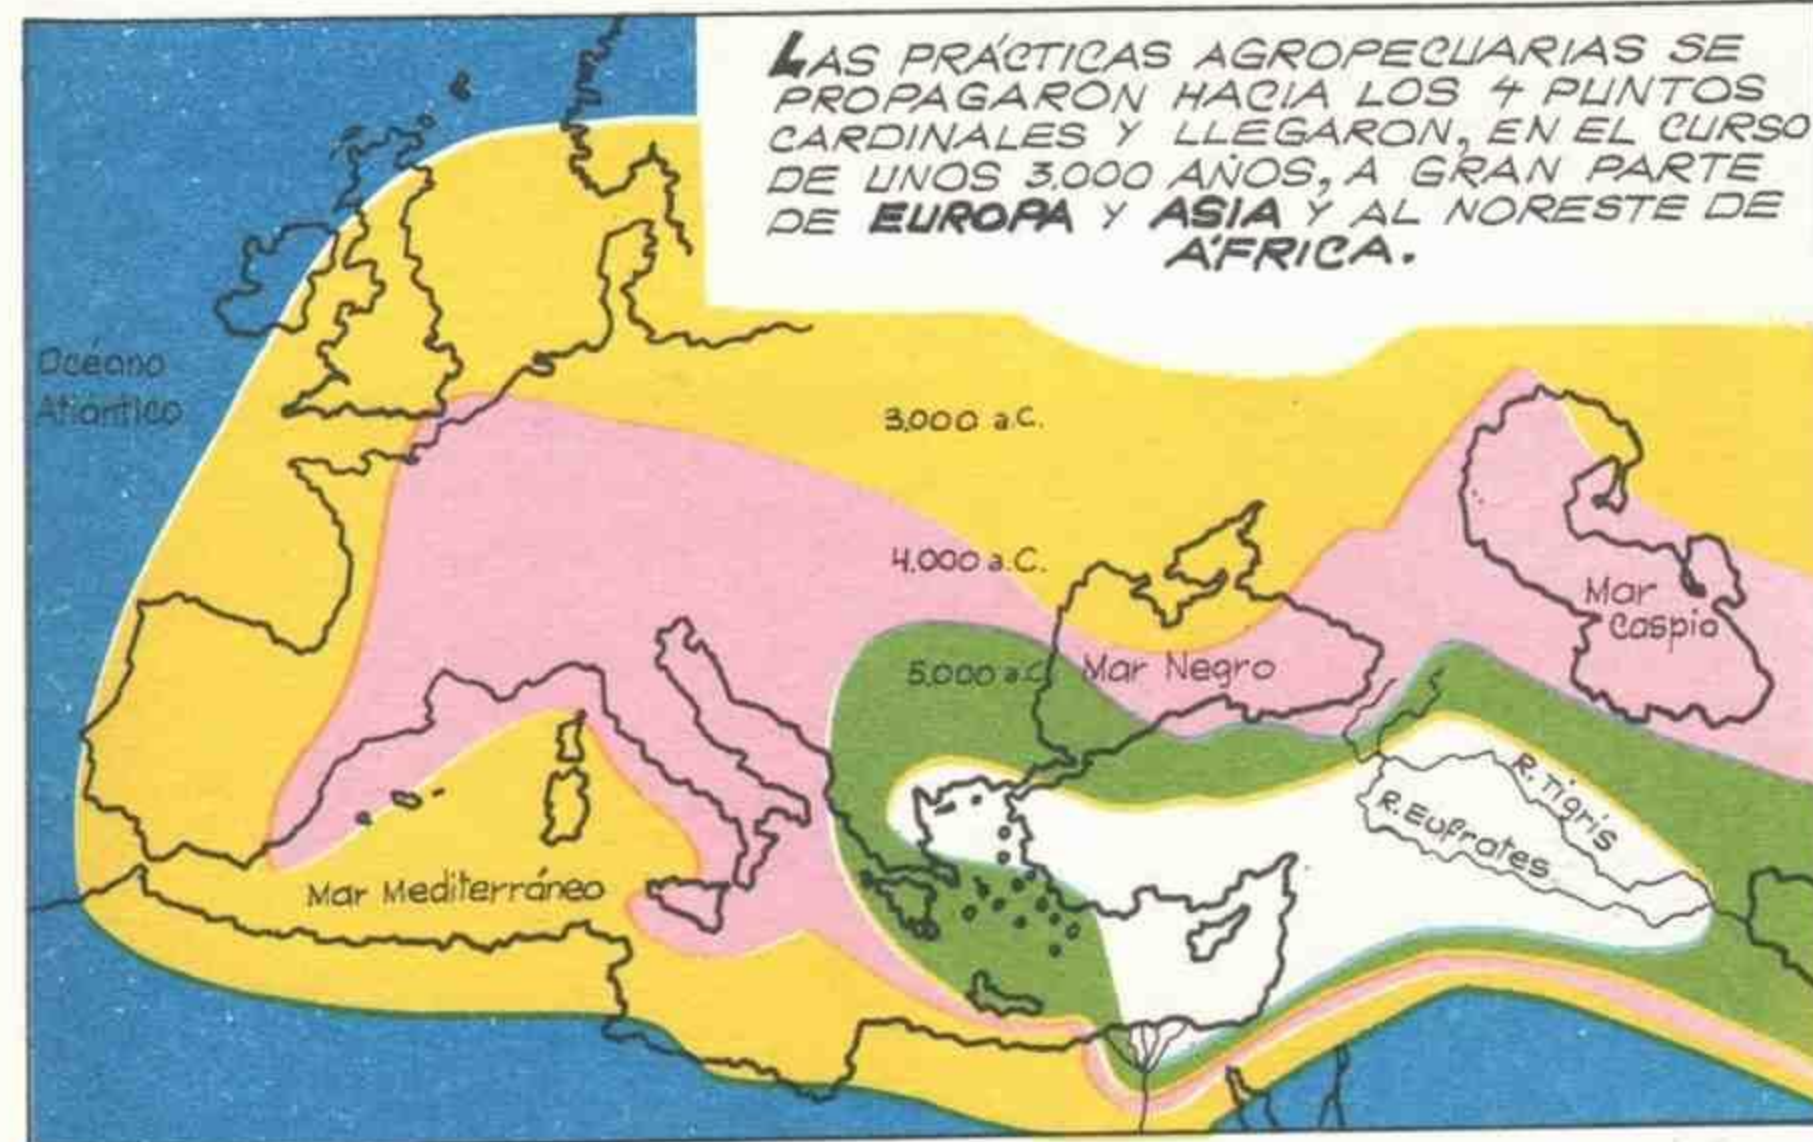 LAS PRÁCTICAS AGROPECUARIAS SE
PROPAGARON HACIA LOS 4 PUNTOS
CARDINALES Y LLEGARON, EN EL CURSO
DE UNOS 3.000 AÑOS, A GRAN PARTE
DE EUROPA Y ASIA Y AL NORESTE DE
ÁFRICA.
Océano
Atlántico
3.000 a.C.
4.000 a.C.
Mar
Caspio
5.000 a.C.
Mar Negro
R. Tigris
R. Eufrates
Mar Mediterráneo